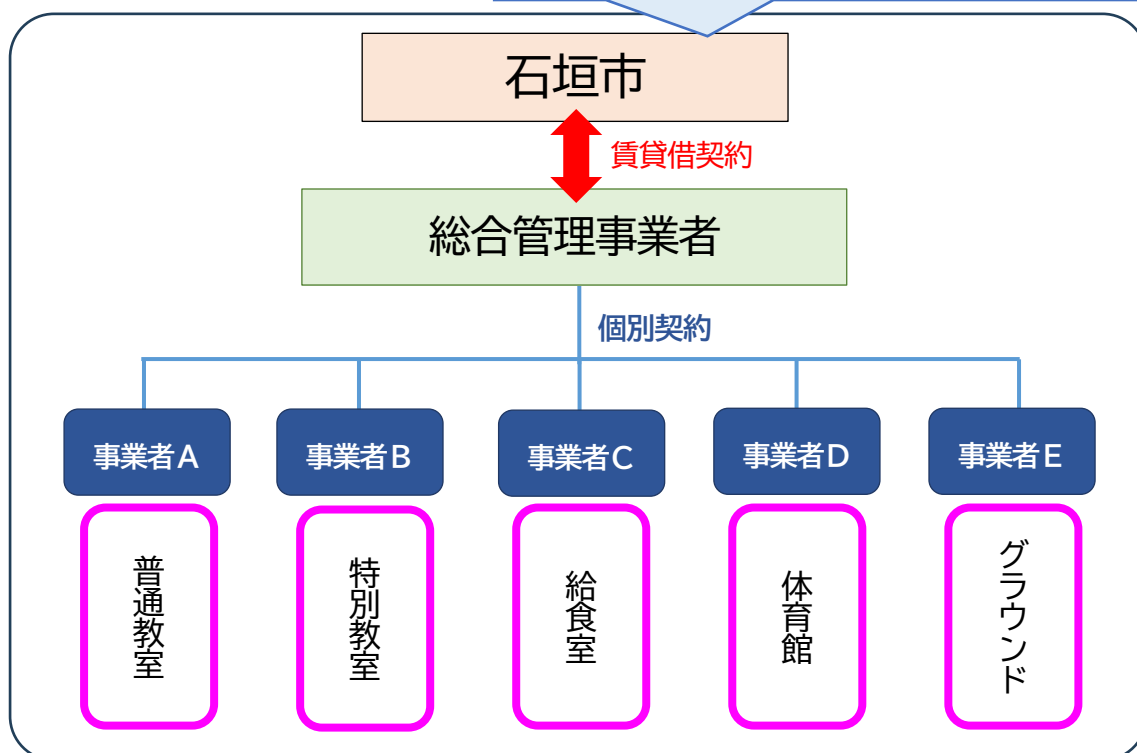 石垣市
賃貸借契約
総合管理事業者
個別契約
事業者A
事業者B
事業者C
事業者D
事業者E
普通教室
特別教室
給食室
体育館
グラウンド